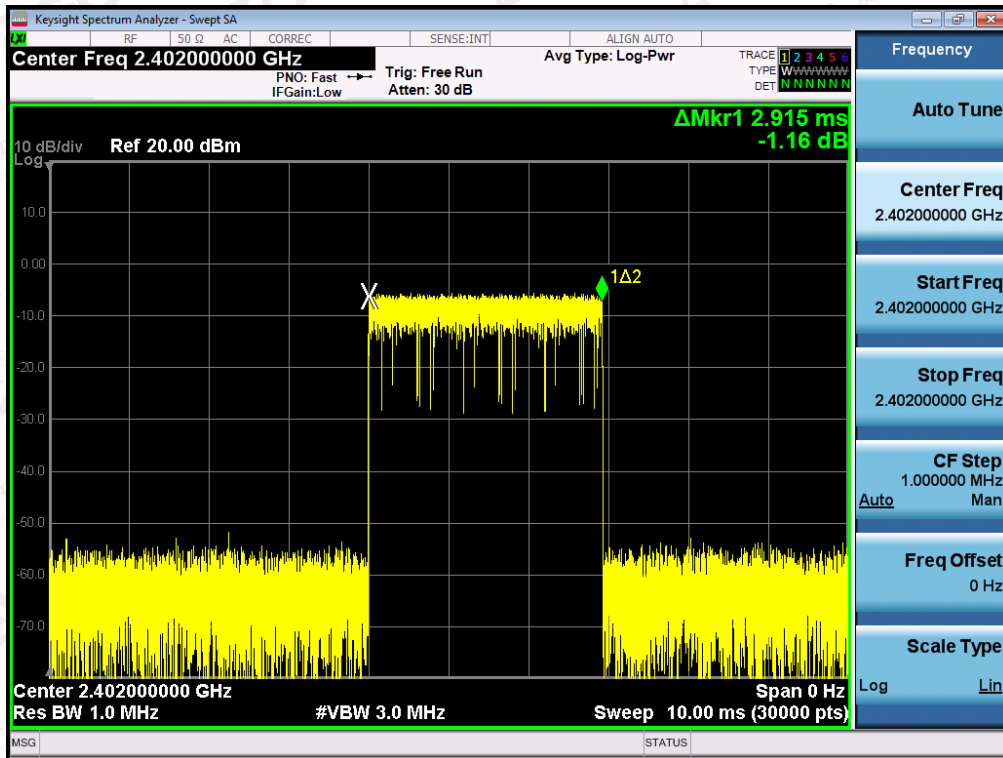 Keysight Spectrum Analyzer - Swept SA
LXI RF 50 Ω AC CORREC SENSE:INT ALIGN AUTO
Center Freq 2.402000000 GHz
PNO: Fast
IFGain:Low
Trig: Free Run
Atten: 30 dB
Avg Type: Log-Pwr
TRACE 1 2 3 4 5 6
TYPE WWWWWW
DET N N N N N N
ΔMkr1 2.915 ms
-1.16 dB
10 dB/div Ref 20.00 dBm
Log
10.0
0.00
-10.0
-20.0
-30.0
-40.0
-50.0
-60.0
-70.0
1Δ2
Center 2.402000000 GHz Span 0 Hz
Res BW 1.0 MHz #VBW 3.0 MHz Sweep 10.00 ms (30000 pts)
MSG STATUS
Frequency
Auto Tune
Center Freq
2.402000000 GHz
Start Freq
2.402000000 GHz
Stop Freq
2.402000000 GHz
CF Step
1.000000 MHz
Auto Man
Freq Offset
0 Hz
Scale Type
Log Lin